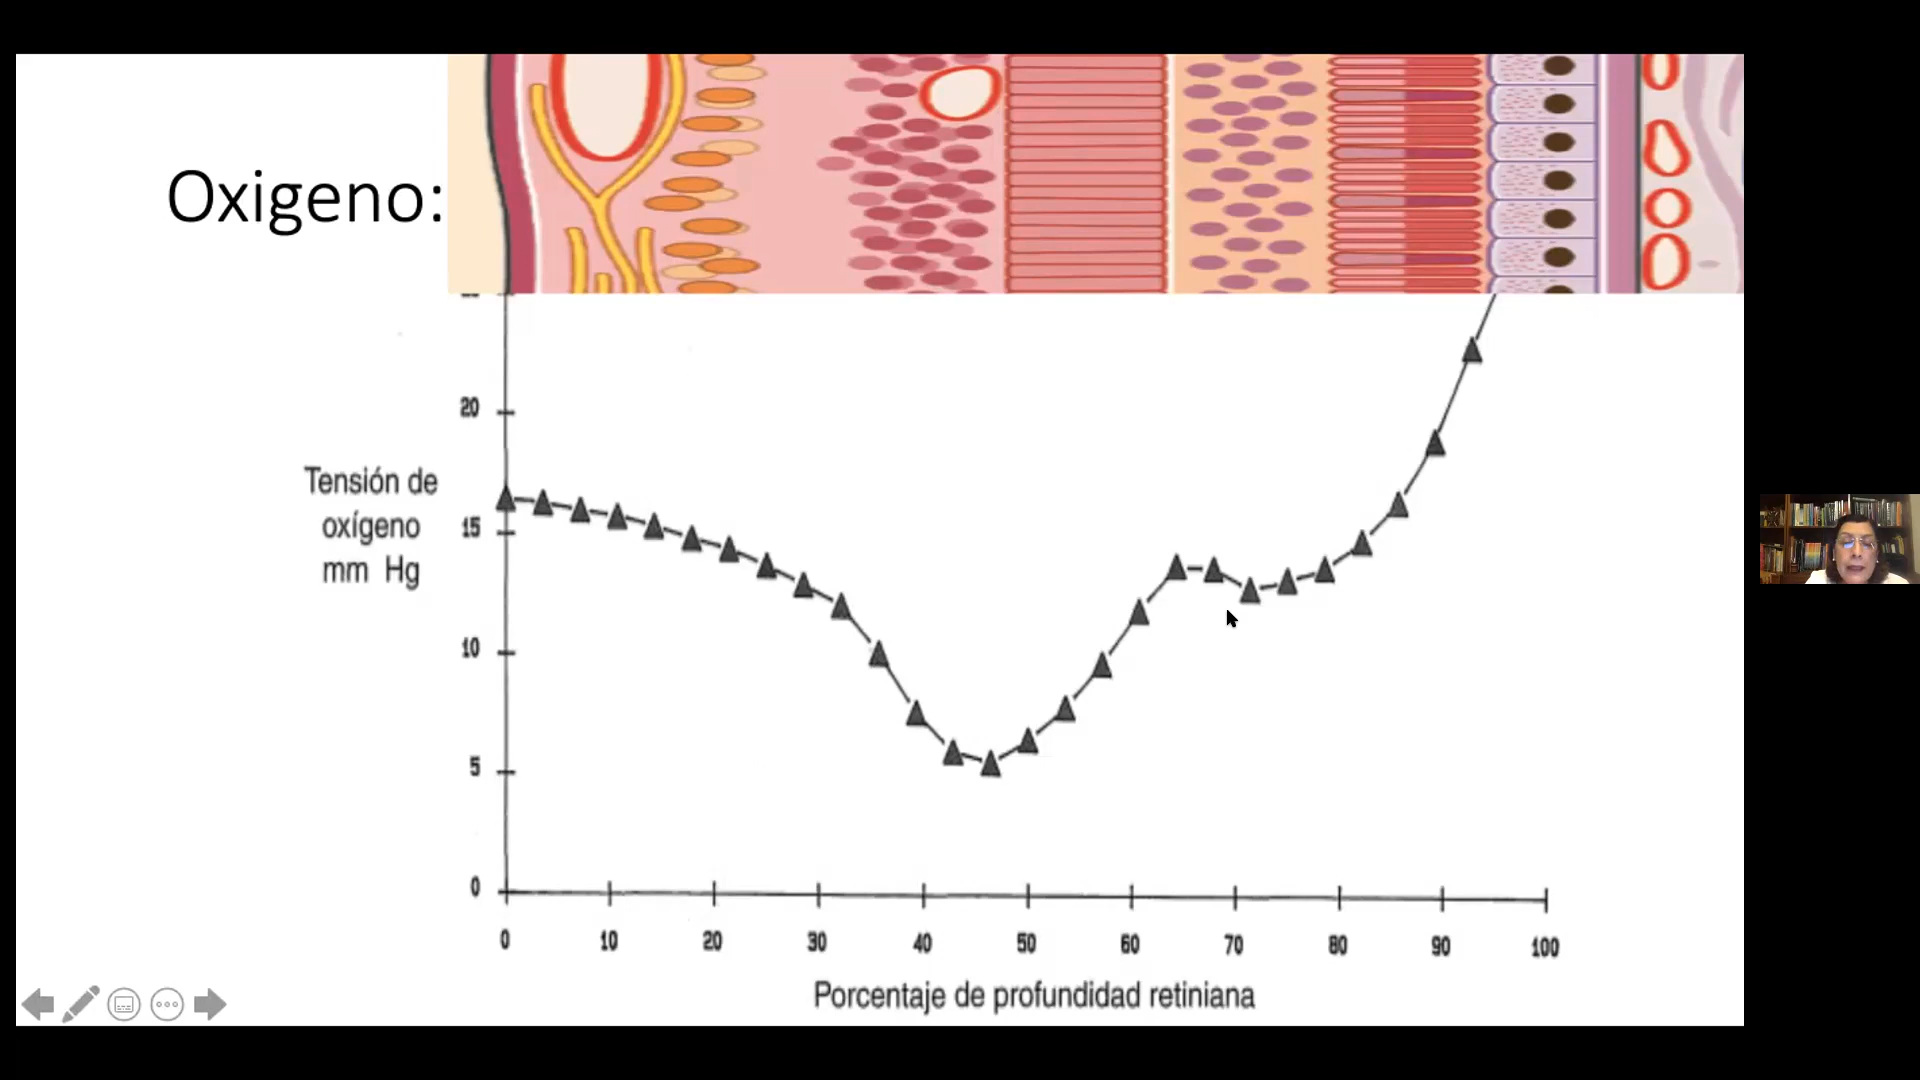 Oxigeno:
20
Tensión de
oxígeno
mm Hg
15
10
5
0
0 10 20 30 40 50 60 70 80 90 100
Porcentaje de profundidad retiniana